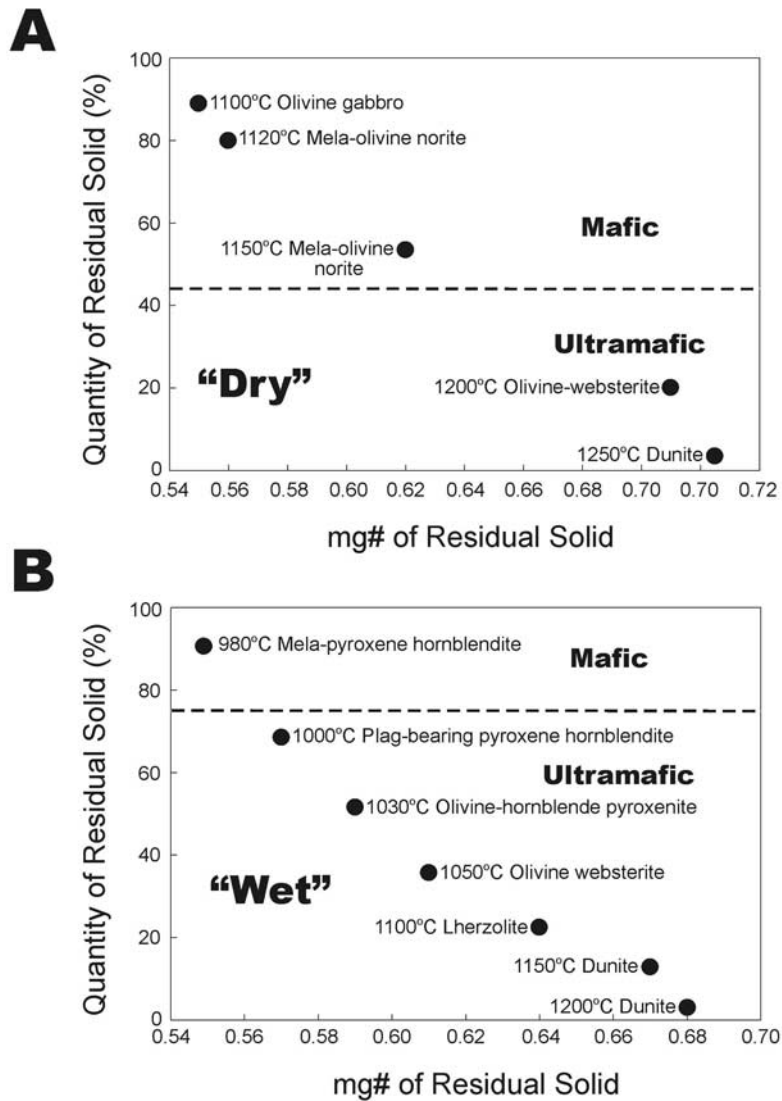 A
100
80
60
40
20
0
Quantity of Residual Solid (%)
1100°C Olivine gabbro
1120°C Mela-olivine norite
1150°C Mela-olivine
norite
Mafic
Ultramafic
“Dry”
1200°C Olivine-websterite
1250°C Dunite
0.54 0.56 0.58 0.60 0.62 0.64 0.66 0.68 0.70 0.72
mg# of Residual Solid
B
100
80
60
40
20
0
Quantity of Residual Solid (%)
980°C Mela-pyroxene hornblendite
Mafic
1000°C Plag-bearing pyroxene hornblendite
Ultramafic
1030°C Olivine-hornblende pyroxenite
“Wet”
1050°C Olivine websterite
1100°C Lherzolite
1150°C Dunite
1200°C Dunite
0.54 0.56 0.58 0.60 0.62 0.64 0.66 0.68 0.70
mg# of Residual Solid